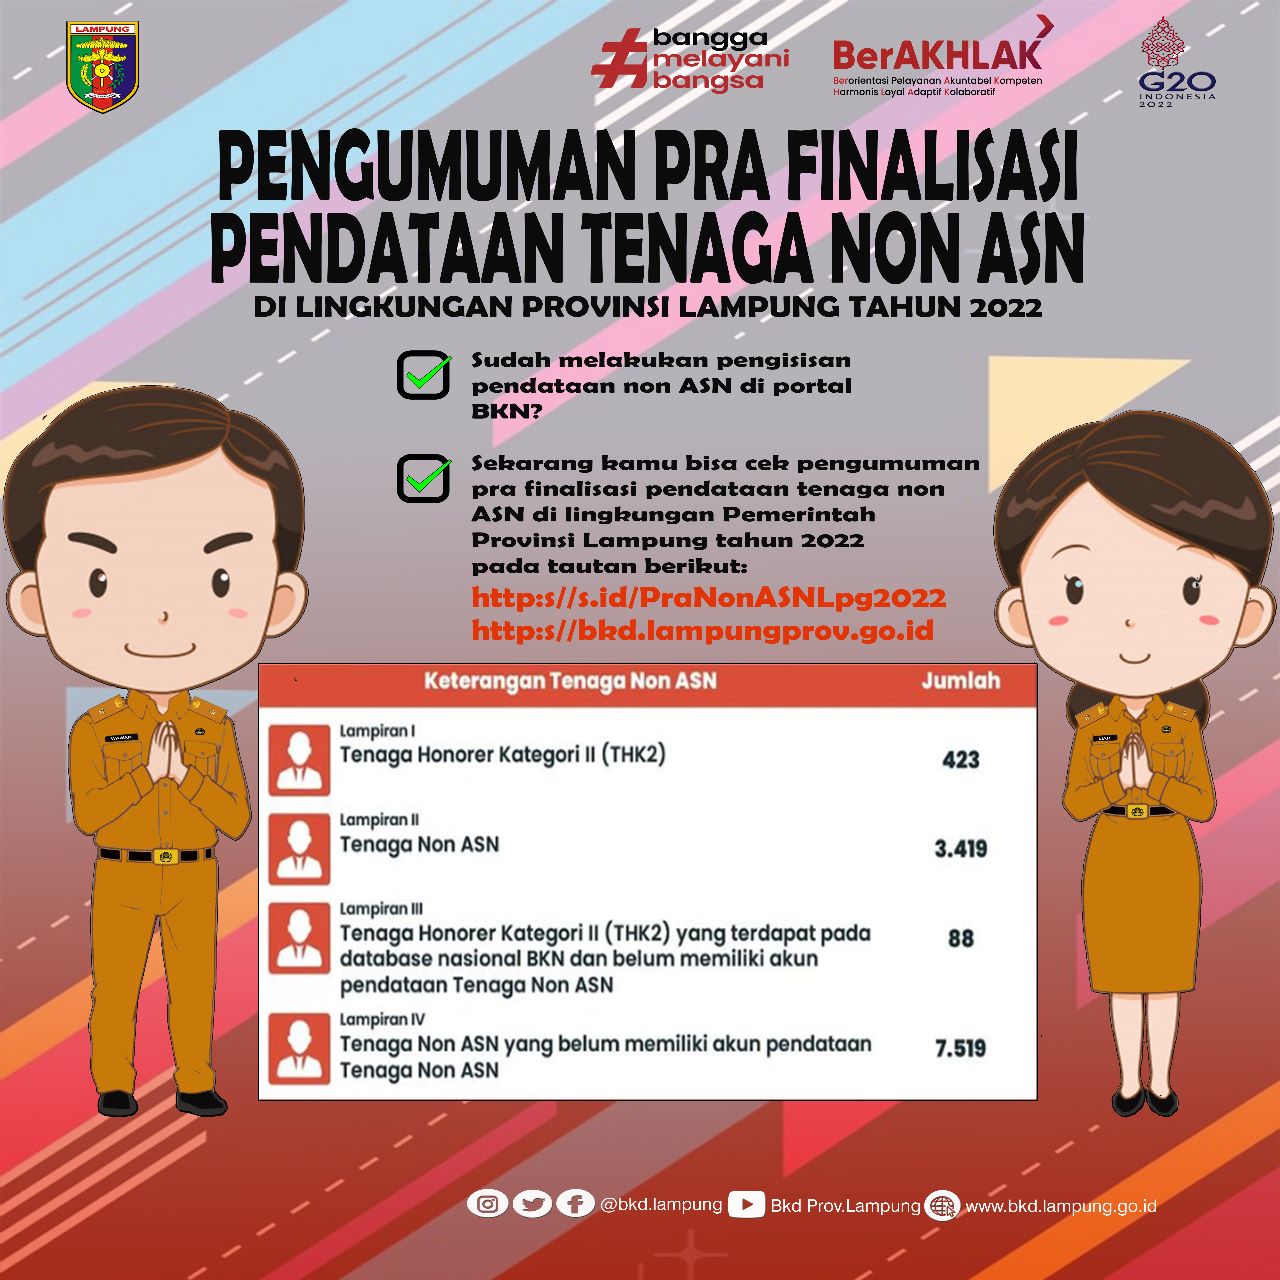 LAMPUNG
bangga
melayani
bangsa
BerAKHLAK
Berorientasi Pelayanan Akuntabel Kompeten
Harmonis Loyal Adaptif Kolaboratif
G20
INDONESIA
2022
PENGUMUMAN PRA FINALISASI
PENDATAAN TENAGA NON ASN
DI LINGKUNGAN PROVINSI LAMPUNG TAHUN 2022
Sudah melakukan pengisisan
pendataan non ASN di portal
BKN?
Sekarang kamu bisa cek pengumuman
pra finalisasi pendataan tenaga non
ASN di lingkungan Pemerintah
Provinsi Lampung tahun 2022
pada tautan berikut:
http:s//s.id/PraNonASNLpg2022
http:s//bkd.lampungprov.go.id
Keterangan Tenaga Non ASN Jumlah
Lampiran I
Tenaga Honorer Kategori II (THK2) 423
Lampiran II
Tenaga Non ASN 3.419
Lampiran III
Tenaga Honorer Kategori II (THK2) yang terdapat pada 88
database nasional BKN dan belum memiliki akun
pendataan Tenaga Non ASN
Lampiran IV
Tenaga Non ASN yang belum memiliki akun pendataan 7.519
Tenaga Non ASN
@bkd.lampung Bkd Prov.Lampung www.bkd.lampung.go.id